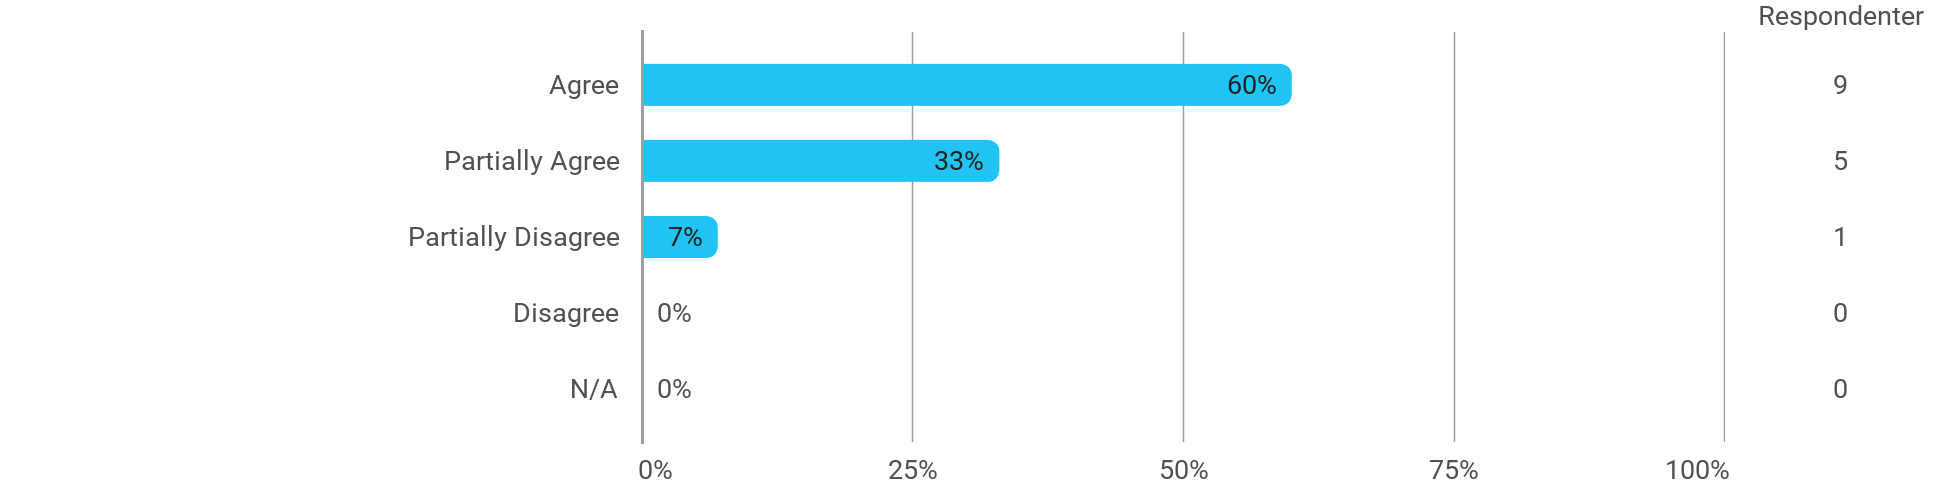 Respondenter
Agree 60% 9
Partially Agree 33% 5
Partially Disagree 7% 1
Disagree 0% 0
N/A 0% 0
0% 25% 50% 75% 100%